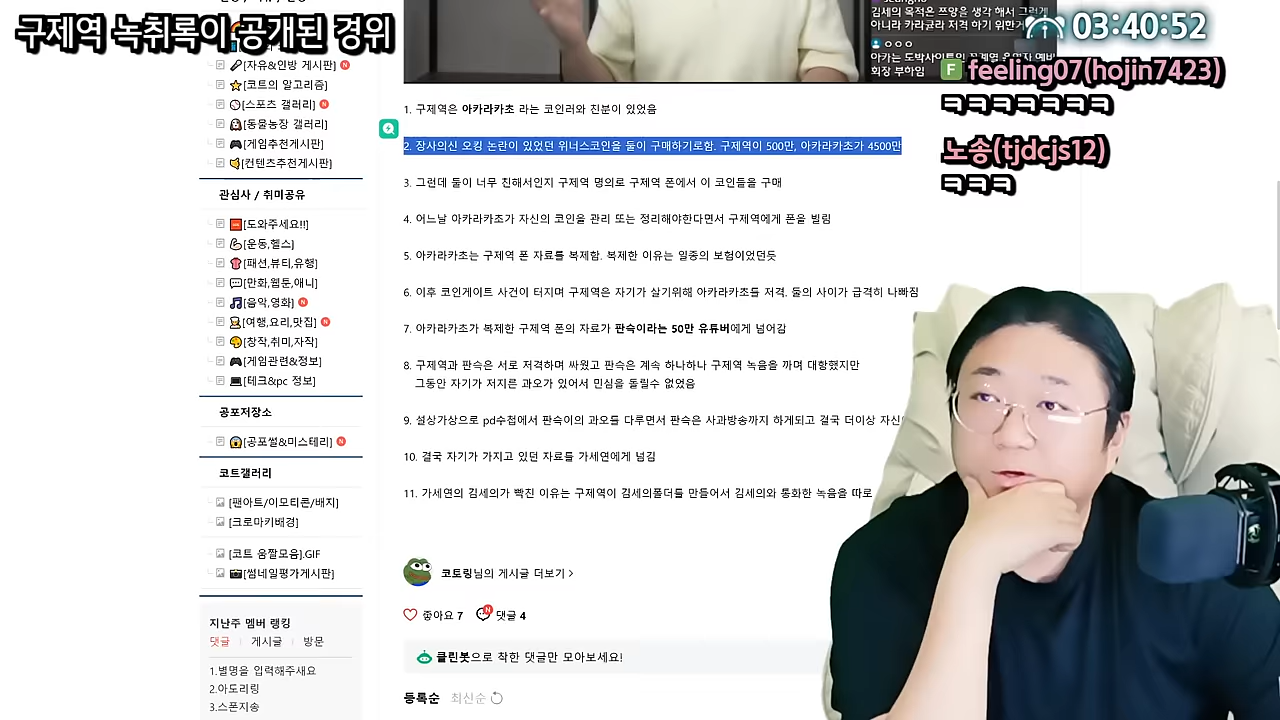 구제역 녹취록이 공개된 경위
[자유&인방 게시판] N
[코트의 알고리즘]
[스포츠 갤러리] N
[동물농장 갤러리]
[게임추천게시판]
[컨텐츠추천게시판]
관심사 / 취미공유
[도와주세요!!]
[운동,헬스]
[패션,뷰티,유행]
[만화,웹툰,애니]
[음악,영화] N
[여행,요리,맛집] N
[창작,취미,자작]
[게임관련&정보]
[테크&pc 정보]
공포저장소
[공포썰&미스테리] N
코트갤러리
[팬아트/이모티콘/배지]
[크로마키배경]
[코트 움짤모음].GIF
[썸네일평가게시판]
지난주 멤버 랭킹
댓글 게시글 방문
1.별명을 입력해주새요
2.아도리링
3.스폰지송
김세의 목적은 쯔양을 생각 해서 그런게
아니라 카리귤라 저격 하기 위한거
ㅇㅇㅇ
회장 부하임
1. 구제역은 아카라카초 라는 코인러와 친분이 있었음
2. 장사의신 오킹 논란이 있었던 위너스코인을 둘이 구매하기로함. 구제역이 500만, 아카라카초가 4500만
3. 그런데 둘이 너무 친해서인지 구제역 명의로 구제역 폰에서 이 코인들을 구매
4. 어느날 아카라카초가 자신의 코인을 관리 또는 정리해야한다면서 구제역에게 폰을 빌림
5. 아카라카초는 구제역 폰 자료를 복제함. 복제한 이유는 일종의 보험이었던듯
6. 이후 코인게이트 사건이 터지며 구제역은 자기가 살기위해 아카라카초를 저격. 둘의 사이가 급격히 나빠짐
7. 아카라카초가 복제한 구제역 폰의 자료가 판슥이라는 50만 유튜버에게 넘어감
8. 구제역과 판슥은 서로 저격하며 싸웠고 판슥은 계속 하나하나 구제역 녹음을 까며 대항했지만
그동안 자기가 저지른 과오가 있어서 민심을 돌릴수 없었음
9. 설상가상으로 pd수첩에서 판슥이의 과오를 다루면서 판슥은 사과방송까지 하게되고 결국 더이상 자신
10. 결국 자기가 가지고 있던 자료를 가세연에게 넘김
11. 가세연의 김세의가 빡진 이유는 구제역이 김세의폴더를 만들어서 김세의와 통화한 녹음을 따로
코토링님의 게시글 더보기 >
좋아요 7 N 댓글 4
클린봇으로 착한 댓글만 모아보세요!
등록순 최신순
03:40:52
F feeling07(hojin7423)
ㅋㅋㅋㅋㅋㅋㅋ
노송(tjdcjs12)
ㅋㅋㅋ